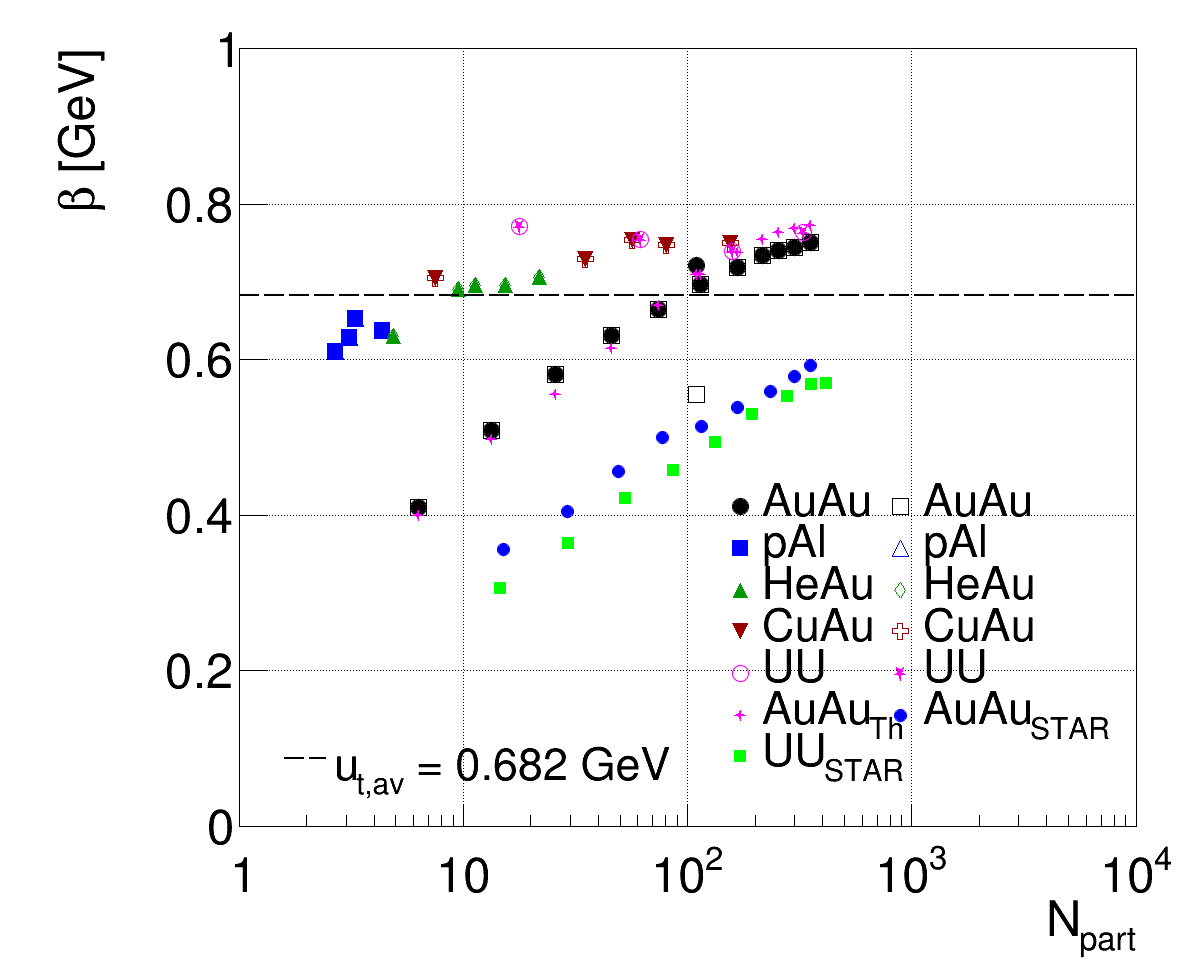 β [GeV]
1
0.8
0.6
0.4
0.2
0
AuAu AuAu
pAl pAl
HeAu HeAu
CuAu CuAu
UU UU
AuAu_Th AuAu_STAR
UU_STAR
u_t,av = 0.682 GeV
1 10 10² 10³ 10⁴
N_part